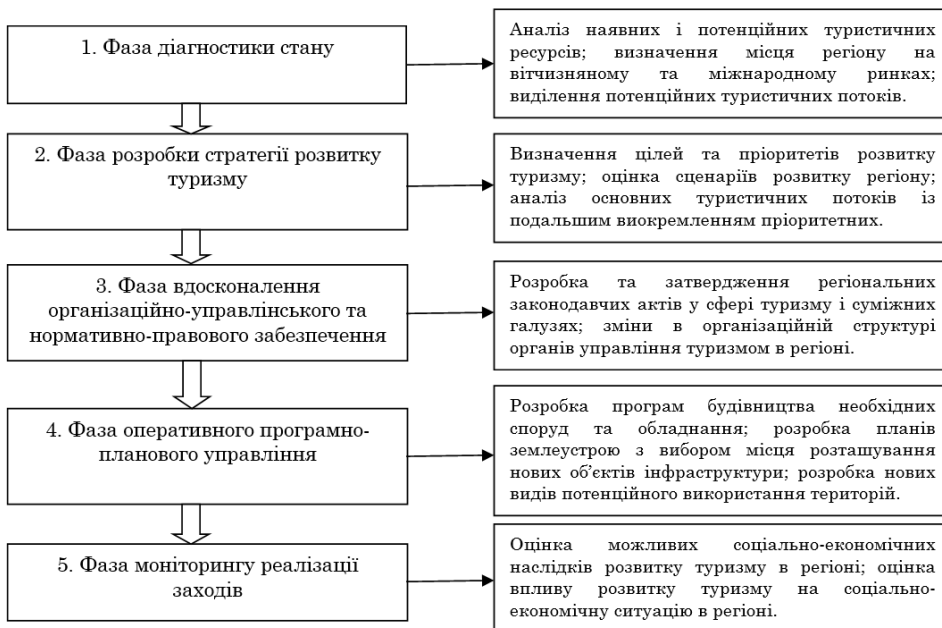 1. Фаза діагностики стану
Аналіз наявних і потенційних туристичних
ресурсів; визначення місця регіону на
вітчизняному та міжнародному ринках;
виділення потенційних туристичних потоків.
2. Фаза розробки стратегії розвитку
туризму
Визначення цілей та пріоритетів розвитку
туризму; оцінка сценаріїв розвитку регіону;
аналіз основних туристичних потоків із
подальшим виокремленням пріоритетних.
3. Фаза вдосконалення
організаційно-управлінського та
нормативно-правового забезпечення
Розробка та затвердження регіональних
законодавчих актів у сфері туризму і суміжних
галузях; зміни в організаційній структурі
органів управління туризмом в регіоні.
4. Фаза оперативного програмно-
планового управління
Розробка програм будівництва необхідних
споруд та обладнання; розробка планів
землеустрою з вибором місця розташування
нових об’єктів інфраструктури; розробка нових
видів потенційного використання територій.
5. Фаза моніторингу реалізації
заходів
Оцінка можливих соціально-економічних
наслідків розвитку туризму в регіоні; оцінка
впливу розвитку туризму на соціально-
економічну ситуацію в регіоні.